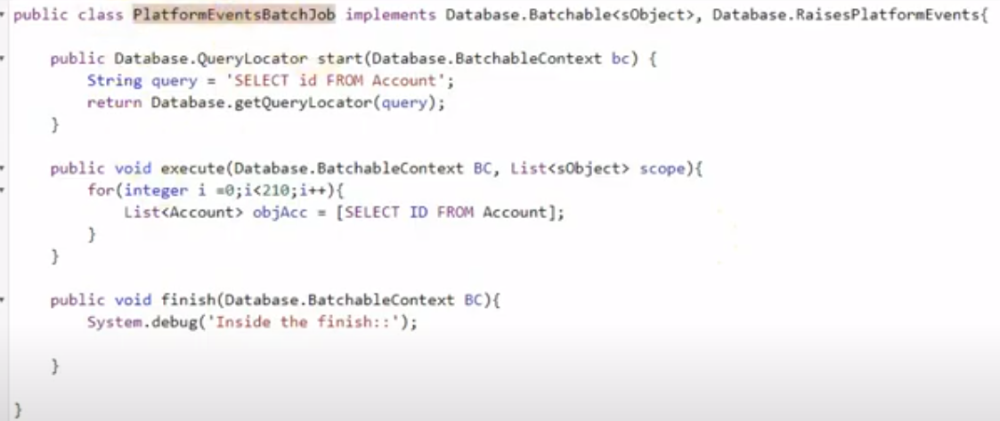 public class PlatformEventsBatchJob implements Database.Batchable<sObject>, Database.RaisesPlatformEvents{
public Database.QueryLocator start(Database.BatchableContext bc) {
String query = 'SELECT id FROM Account';
return Database.getQueryLocator(query);
}
public void execute(Database.BatchableContext BC, List<sObject> scope){
for(integer i =0;i<210;i++){
List<Account> objAcc = [SELECT ID FROM Account];
}
}
public void finish(Database.BatchableContext BC){
System.debug('Inside the finish::');
}
}